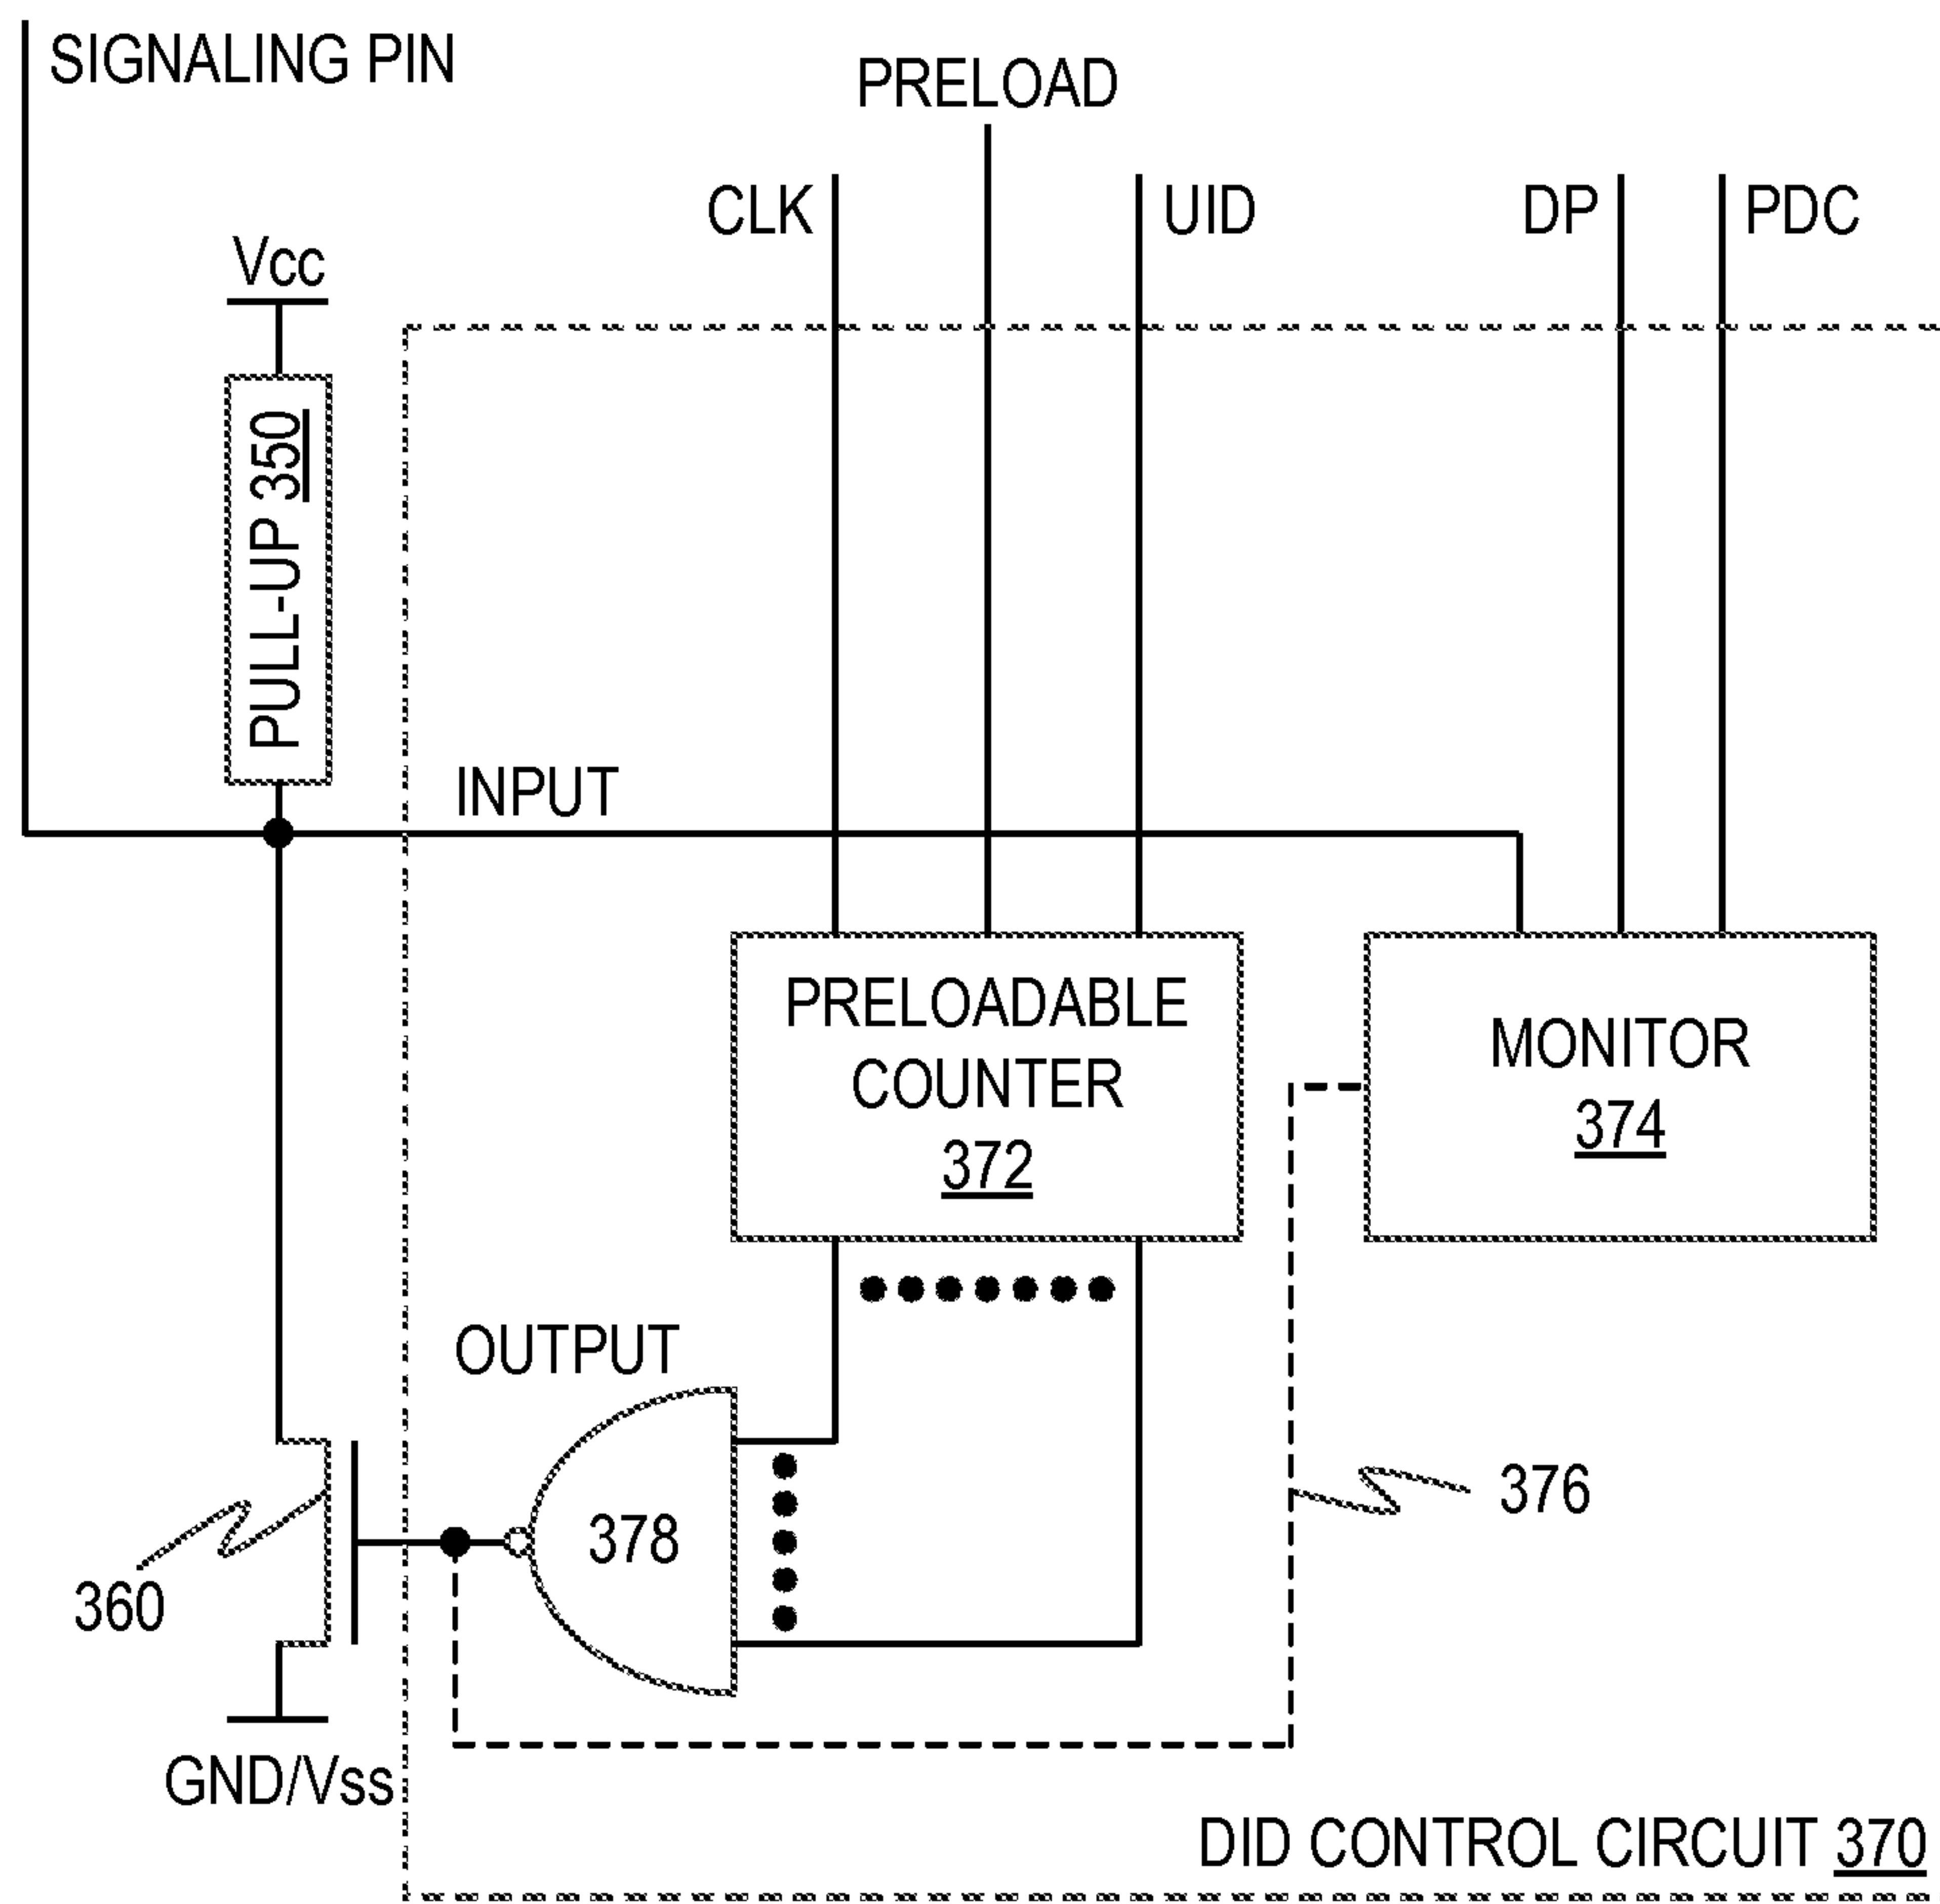 SIGNALING PIN
PRELOAD
CLK
UID
DP
PDC
Vcc
PULL-UP 350
INPUT
PRELOADABLE
COUNTER
372
MONITOR
374
OUTPUT
378
376
360
GND/Vss
DID CONTROL CIRCUIT 370